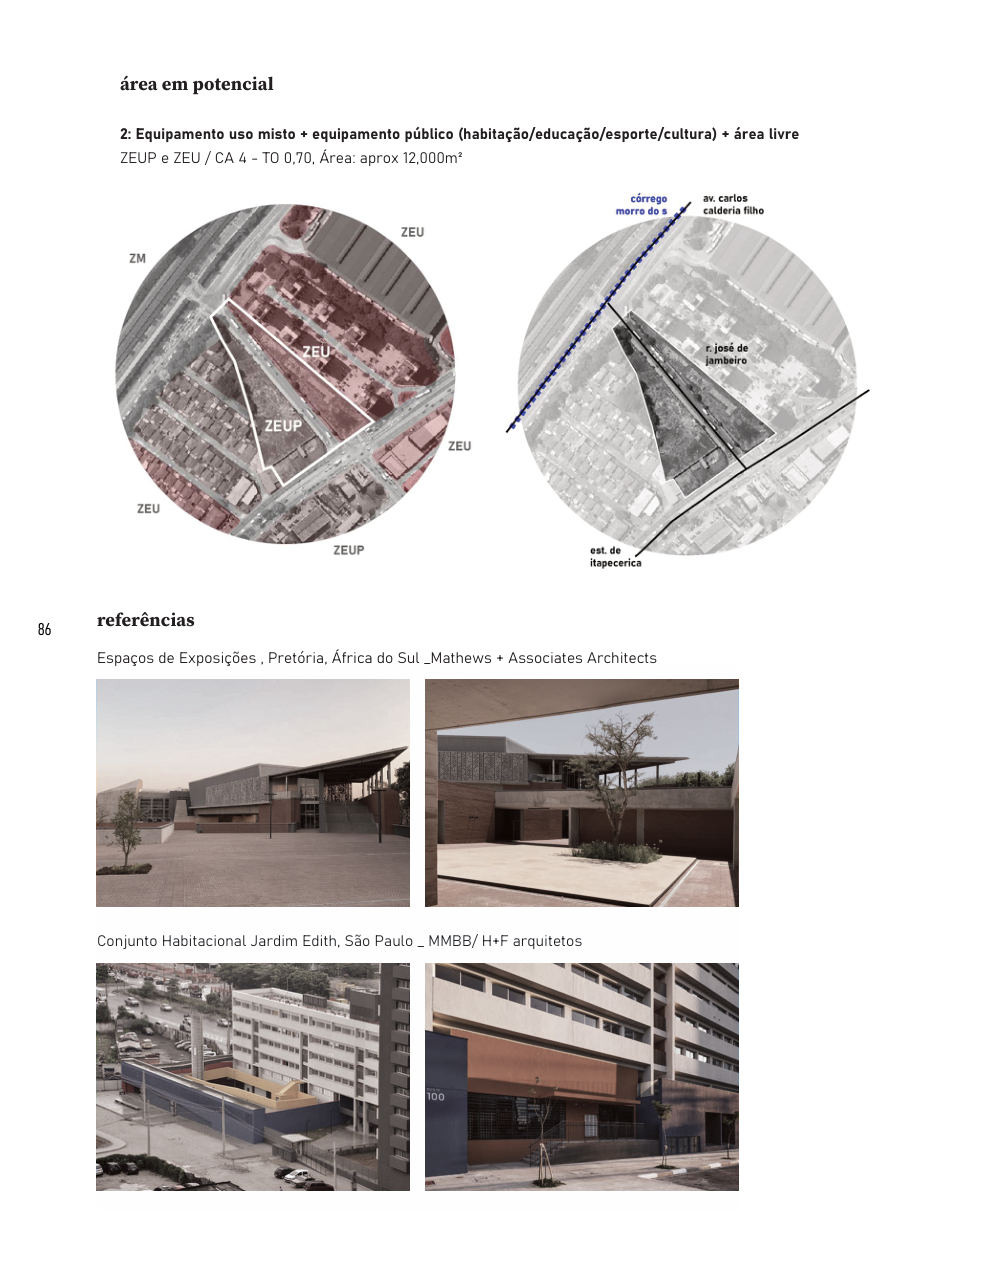 área em potencial
2: Equipamento uso misto + equipamento público (habitação/educação/esporte/cultura) + área livre
ZEUP e ZEU / CA 4 - TO 0,70, Área: aprox 12,000m²
ZM
ZEU
ZEU
ZEUP
ZEU
ZEU
ZEUP
córrego
morro do s
av. carlos
calderia filho
r. josé de
jambeiro
est. de
itapecerica
86
referências
Espaços de Exposições , Pretória, África do Sul _Mathews + Associates Architects
Conjunto Habitacional Jardim Edith, São Paulo _ MMBB/ H+F arquitetos
100